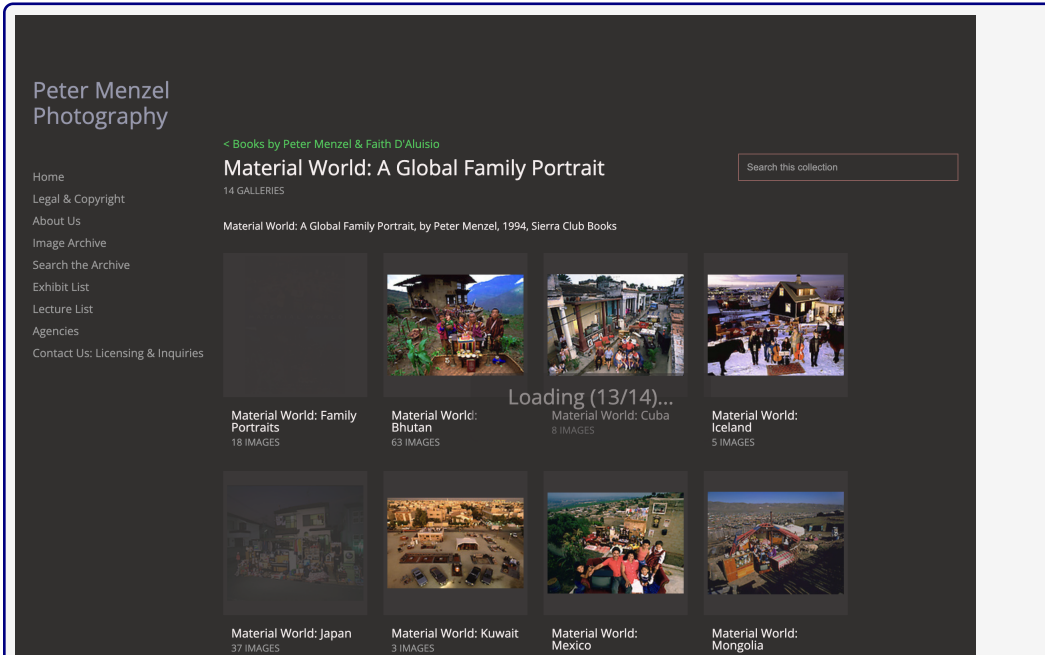 Peter Menzel
Photography
Home
Legal & Copyright
About Us
Image Archive
Search the Archive
Exhibit List
Lecture List
Agencies
Contact Us: Licensing & Inquiries
< Books by Peter Menzel & Faith D'Aluisio
Material World: A Global Family Portrait
14 GALLERIES
Search this collection
Material World: A Global Family Portrait, by Peter Menzel, 1994, Sierra Club Books
Loading (13/14)...
Material World: Family
Portraits
18 IMAGES
Material World:
Bhutan
63 IMAGES
Material World: Cuba
8 IMAGES
Material World:
Iceland
5 IMAGES
Material World: Japan
37 IMAGES
Material World: Kuwait
3 IMAGES
Material World:
Mexico
Material World:
Mongolia